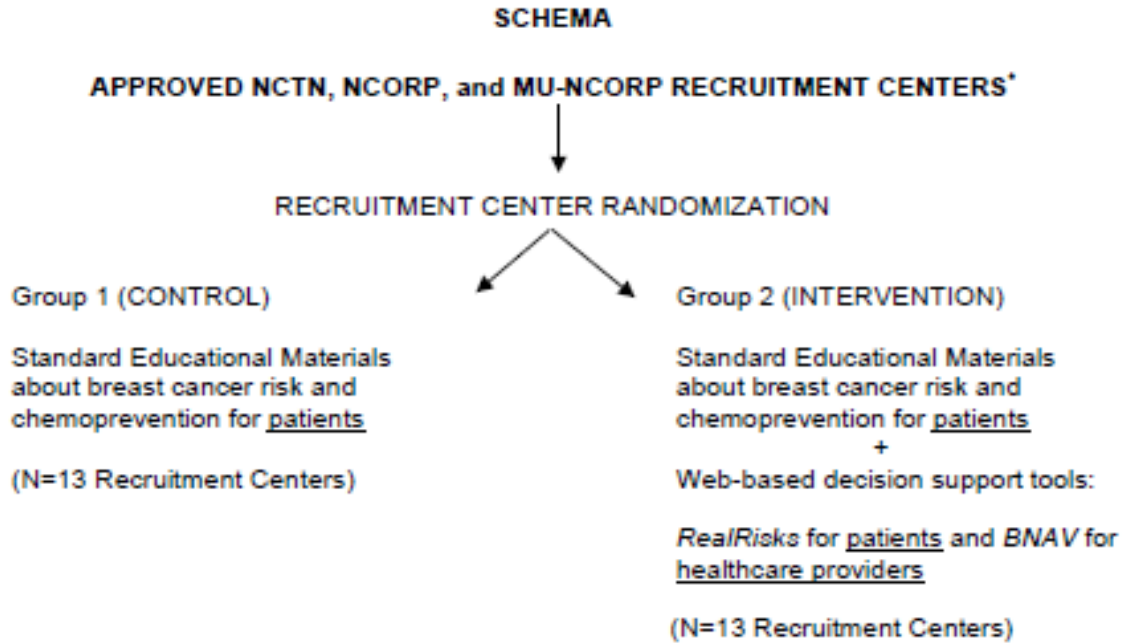 SCHEMA
APPROVED NCTN, NCORP, and MU-NCORP RECRUITMENT CENTERS*
RECRUITMENT CENTER RANDOMIZATION
Group 1 (CONTROL)
Standard Educational Materials
about breast cancer risk and
chemoprevention for patients
(N=13 Recruitment Centers)
Group 2 (INTERVENTION)
Standard Educational Materials
about breast cancer risk and
chemoprevention for patients
+
Web-based decision support tools:
RealRisks for patients and BNAV for
healthcare providers
(N=13 Recruitment Centers)